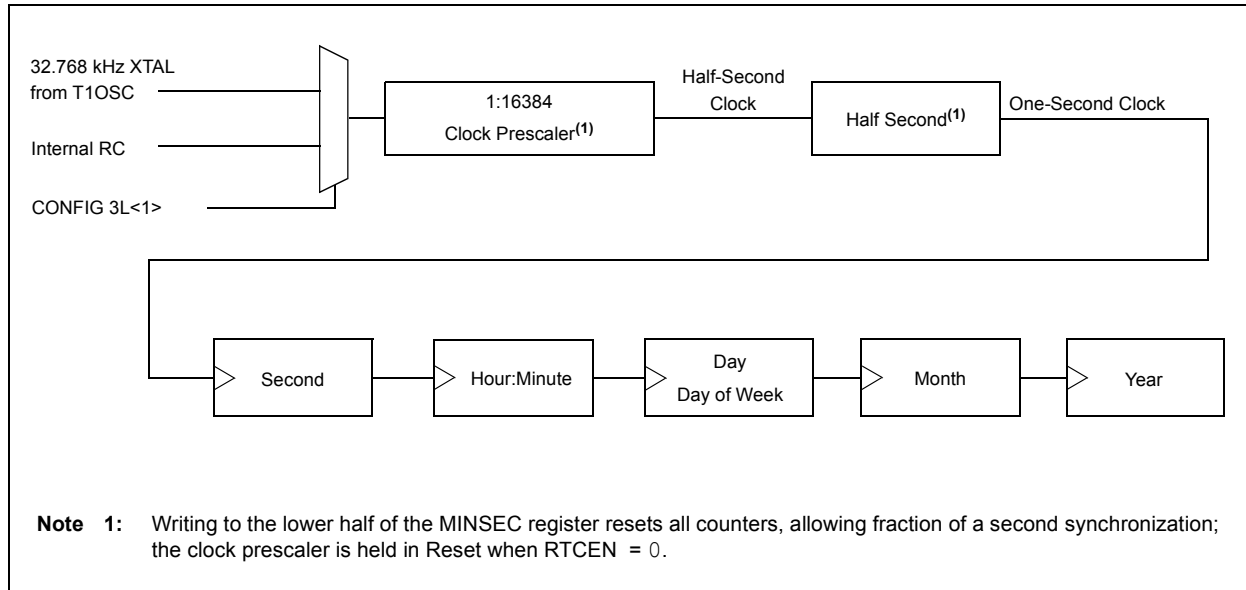 32.768 kHz XTAL
from T1OSC
Internal RC
CONFIG 3L<1>
1:16384
Clock Prescaler(1)
Half-Second
Clock
Half Second(1)
One-Second Clock
Second
Hour:Minute
Day
Day of Week
Month
Year
Note 1: Writing to the lower half of the MINSEC register resets all counters, allowing fraction of a second synchronization;
the clock prescaler is held in Reset when RTCEN = 0.